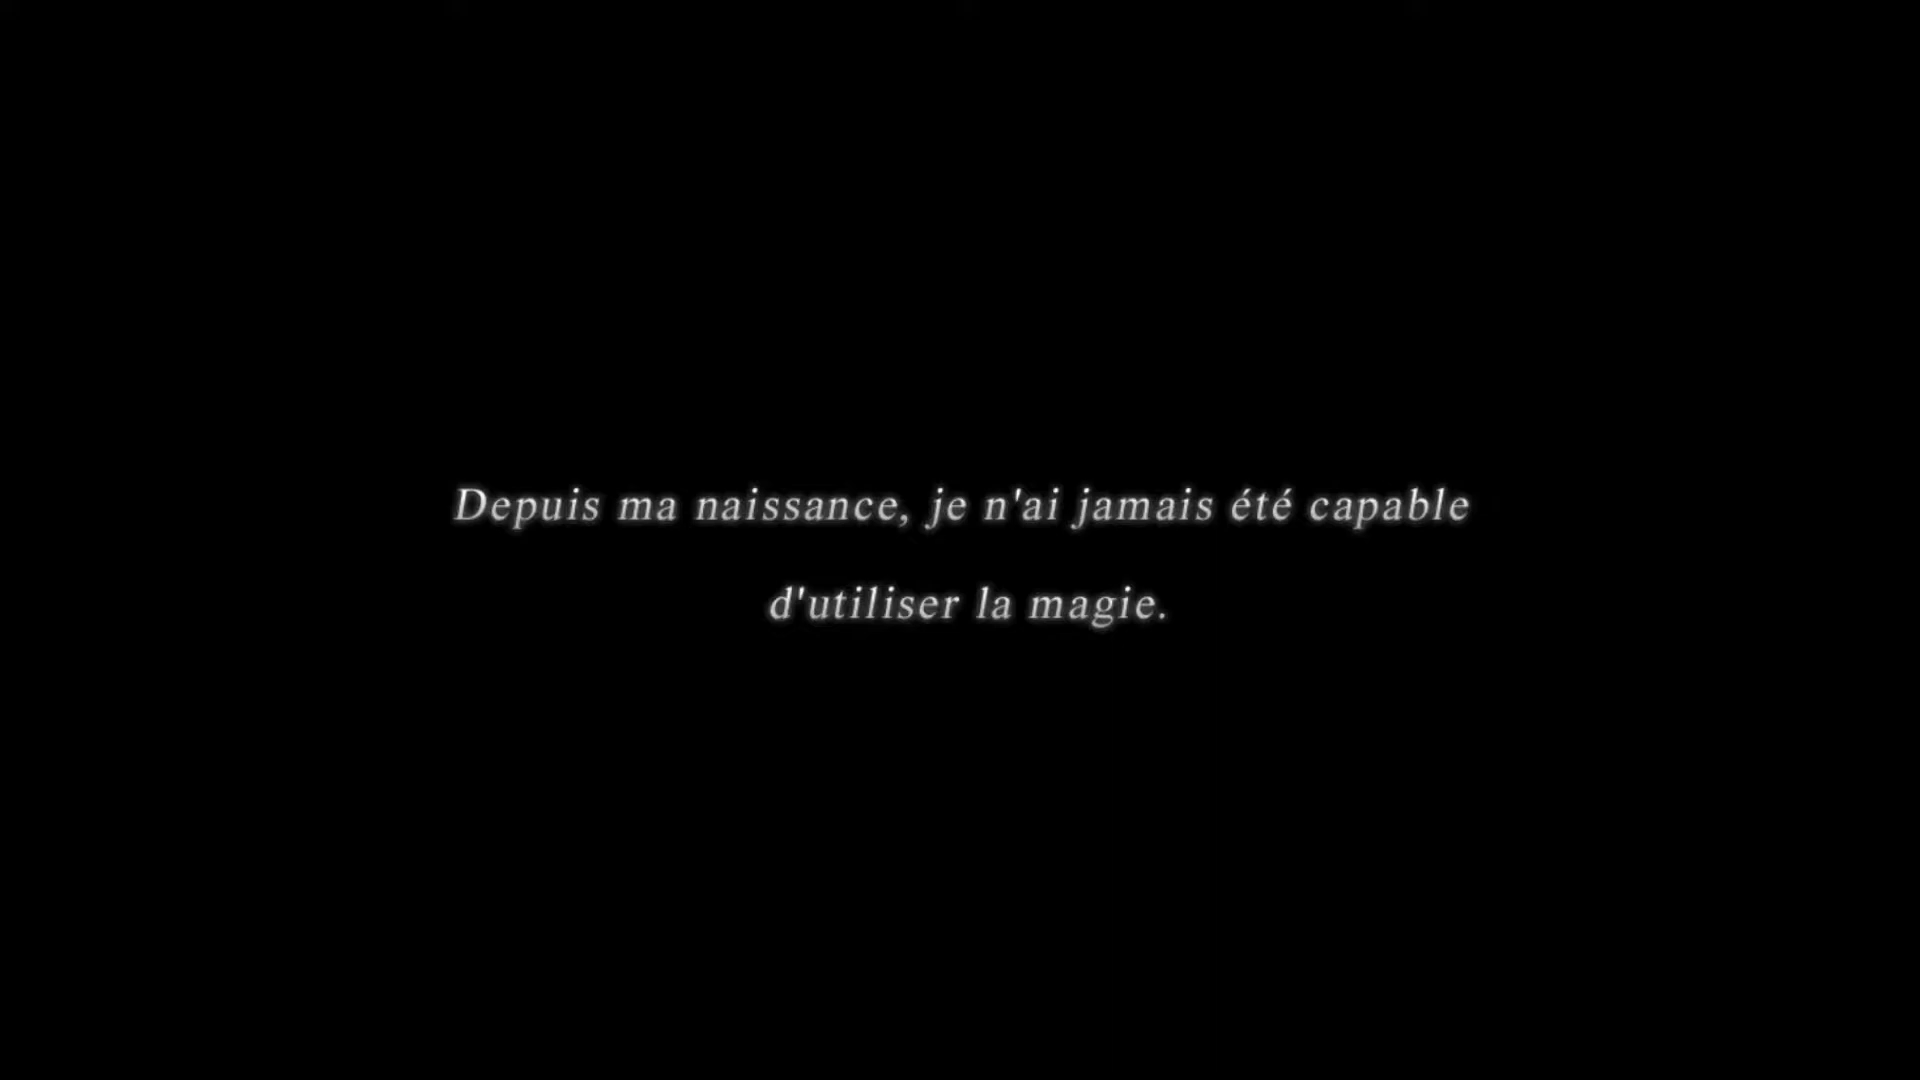 Depuis ma naissance, je n'ai jamais été capable
d'utiliser la magie.